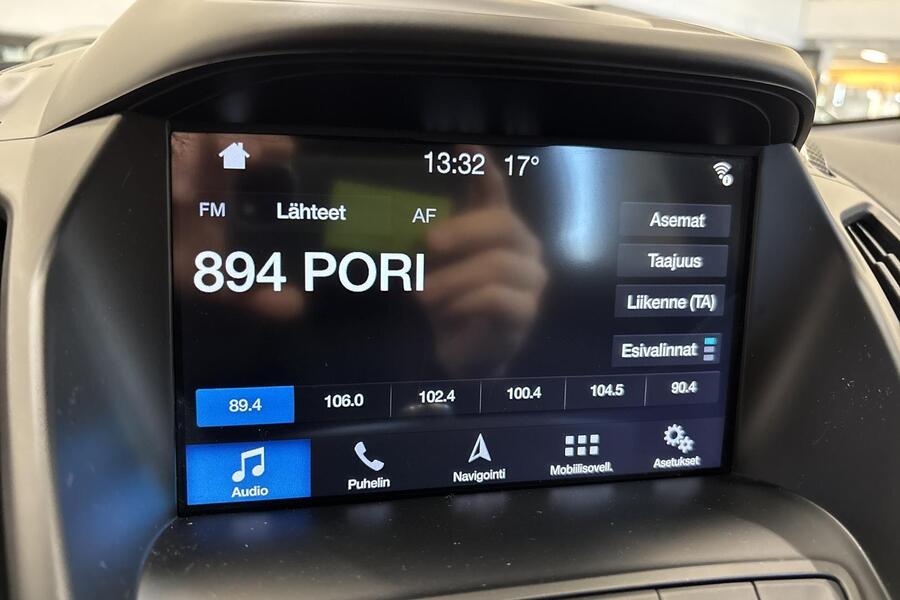 13:32 17°
FM Lähteet AF
894 PORI
Asemat
Taajuus
Liikenne (TA)
Esivalinnat
89.4 106.0 102.4 100.4 104.5 90.4
Audio Puhelin Navigointi Mobiilisovell. Asetukset